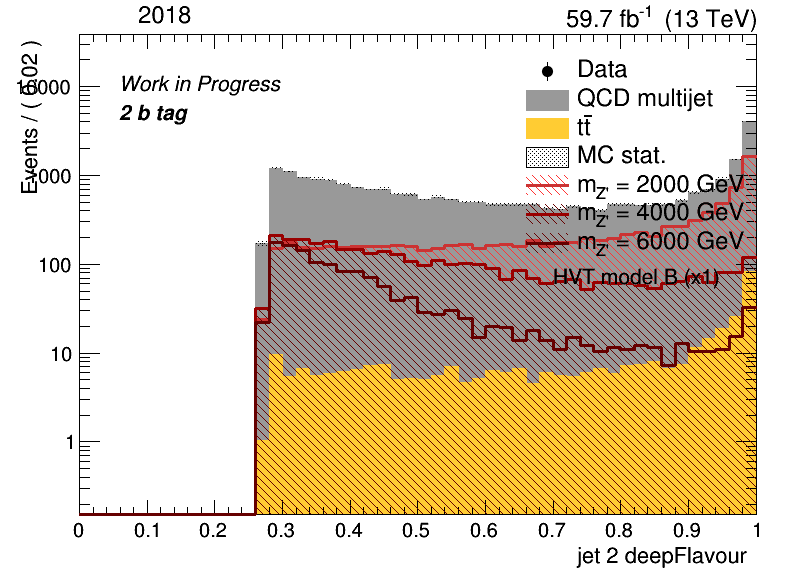 2018
59.7 fb⁻¹ (13 TeV)
Events / ( 0.02 )
Work in Progress
2 b tag
Data
QCD multijet
tt̄
MC stat.
m_Z' = 2000 GeV
m_Z' = 4000 GeV
m_Z' = 6000 GeV
HVT model B (x1)
10000
1000
100
10
1
0 0.1 0.2 0.3 0.4 0.5 0.6 0.7 0.8 0.9 1
jet 2 deepFlavour